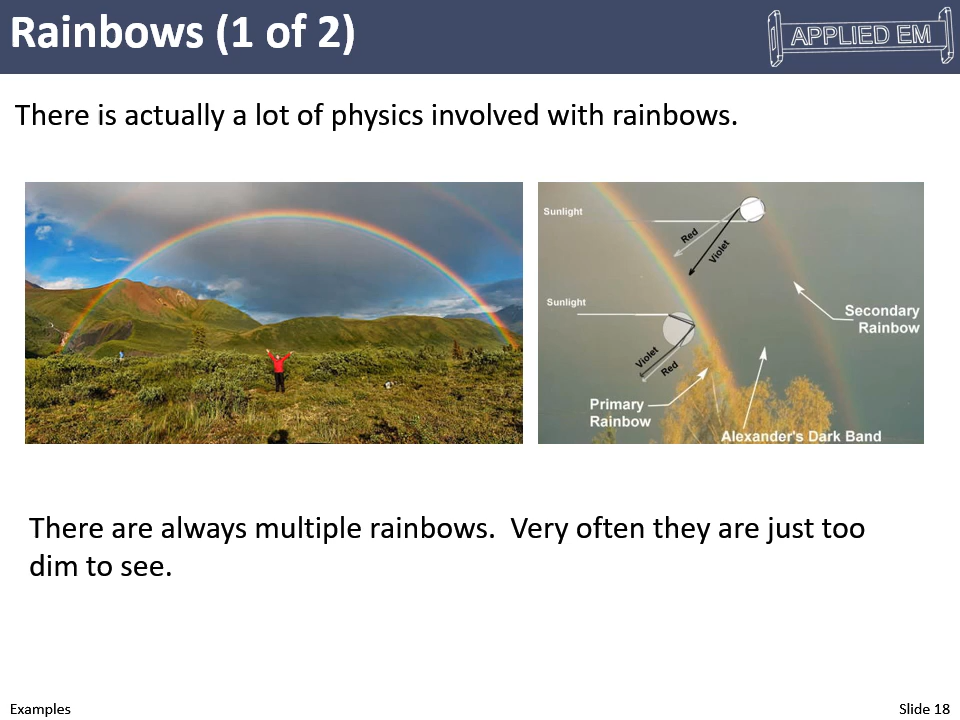 Rainbows (1 of 2)
APPLIED EM
There is actually a lot of physics involved with rainbows.
Sunlight
Red
Violet
Sunlight
Violet
Red
Secondary
Rainbow
Primary
Rainbow
Alexander's Dark Band
There are always multiple rainbows.  Very often they are just too
dim to see.
Examples
Slide 18